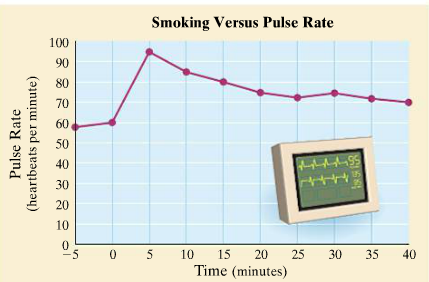 Smoking Versus Pulse Rate
100
90
80
70
60
50
40
30
20
10
0
Pulse Rate
(heartbeats per minute)
−5 0 5 10 15 20 25 30 35 40
Time (minutes)
95